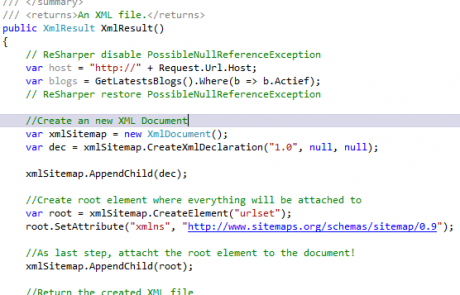 /// </summary>
/// <returns>An XML file.</returns>
public XmlResult XmlResult()
{
// ReSharper disable PossibleNullReferenceException
var host = "http://" + Request.Url.Host;
var blogs = GetLatestsBlogs().Where(b => b.Actief);
// ReSharper restore PossibleNullReferenceException
//Create an new XML Document
var xmlSitemap = new XmlDocument();
var dec = xmlSitemap.CreateXmlDeclaration("1.0", null, null);
xmlSitemap.AppendChild(dec);
//Create root element where everything will be attached to
var root = xmlSitemap.CreateElement("urlset");
root.SetAttribute("xmlns", "http://www.sitemaps.org/schemas/sitemap/0.9");
//As last step, attacht the root element to the document!
xmlSitemap.AppendChild(root);
//Return the created XML file